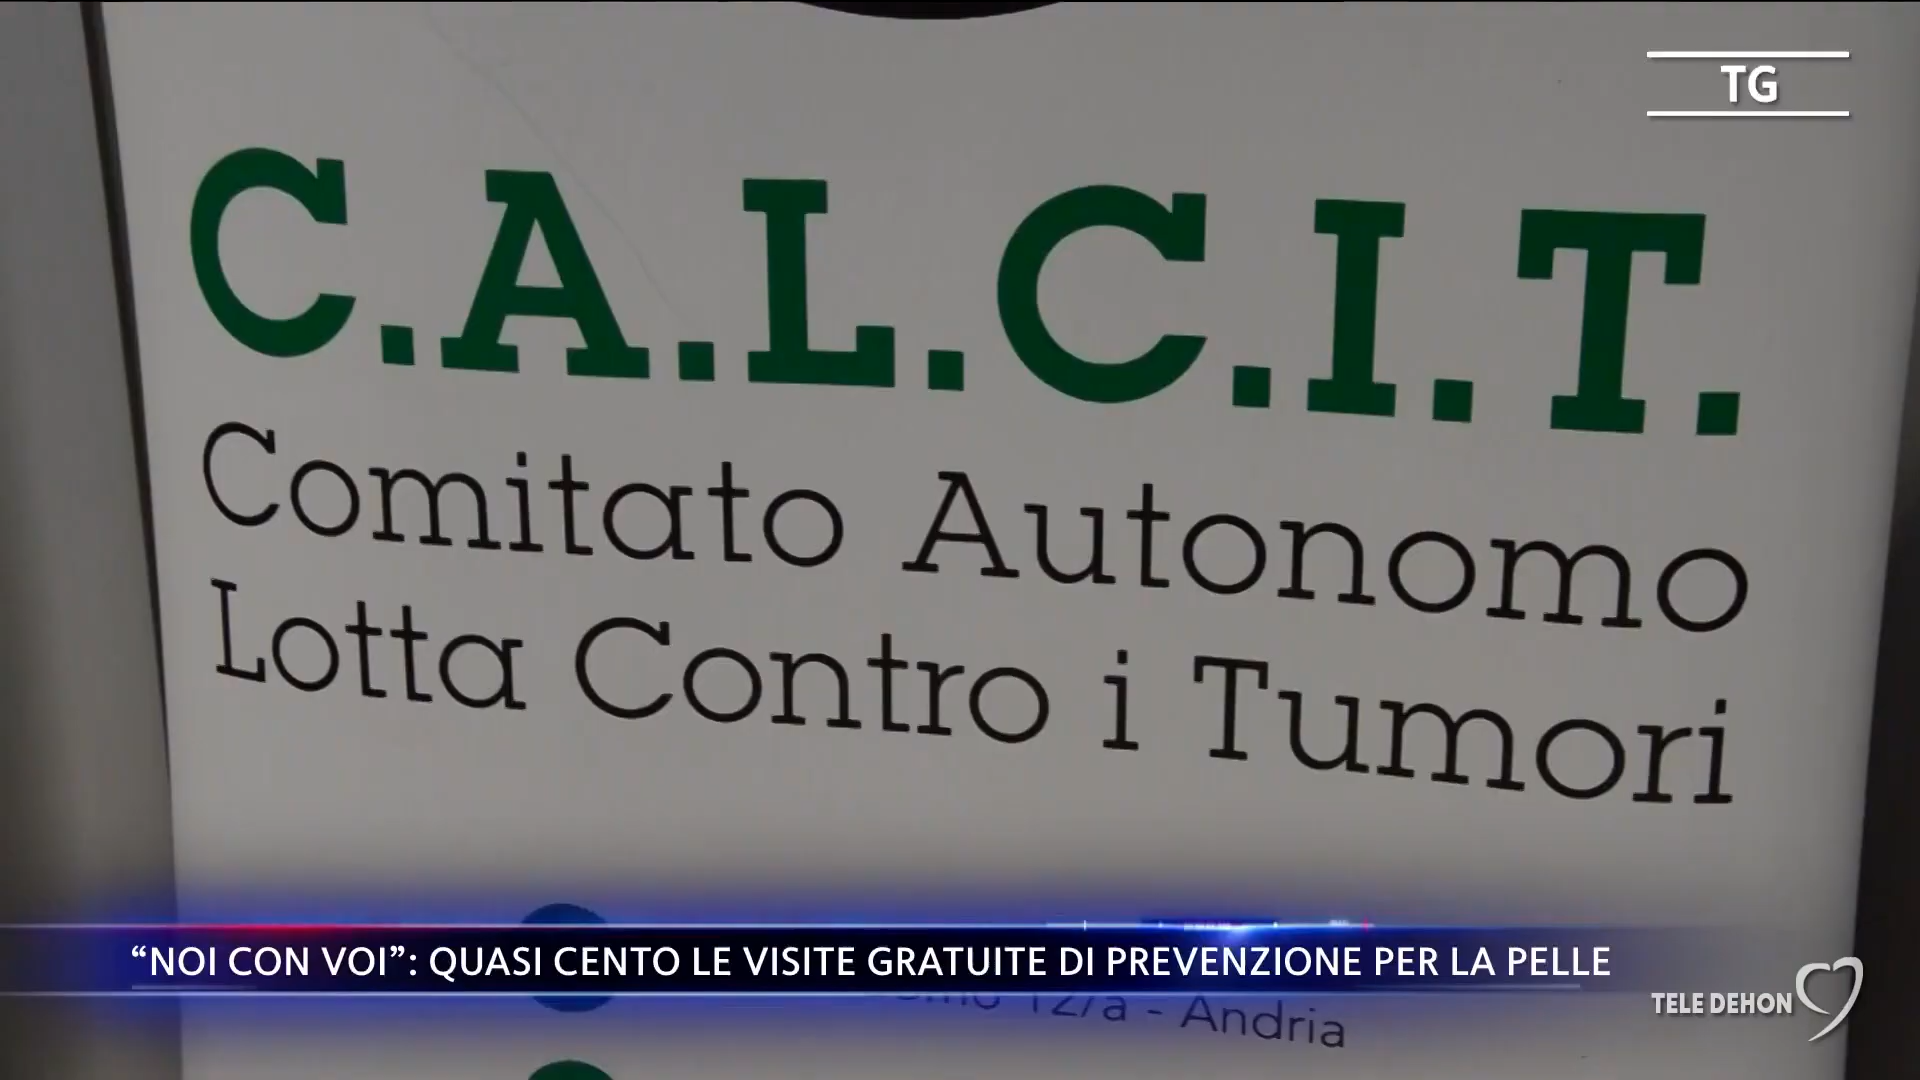 TG
C.A.L.C.I.T.
Comitato Autonomo
Lotta Contro i Tumori
“NOI CON VOI”: QUASI CENTO LE VISITE GRATUITE DI PREVENZIONE PER LA PELLE
12/a - Andria
TELE DEHON